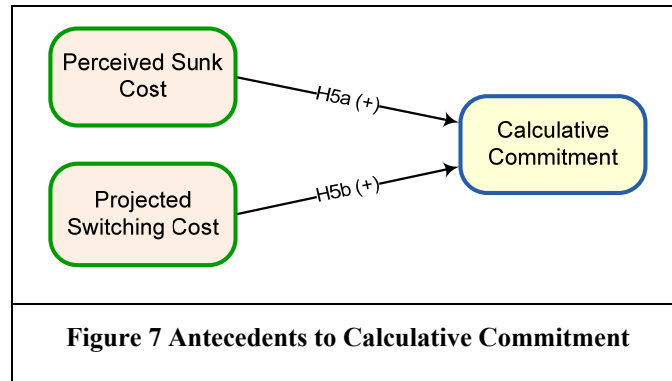 Perceived Sunk
Cost
H5a (+)
Calculative
Commitment
Projected
Switching Cost
H5b (+)
Figure 7 Antecedents to Calculative Commitment